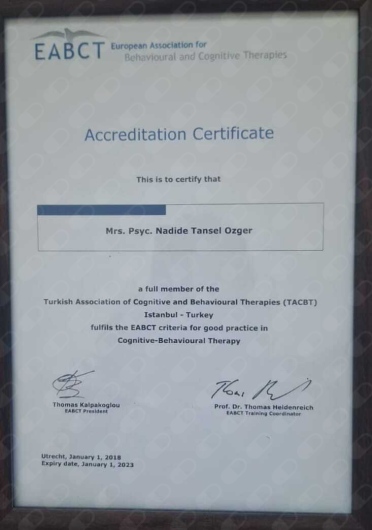 EABCT European Association for
Behavioural and Cognitive Therapies
Accreditation Certificate
This is to certify that
Mrs. Psyc. Nadide Tansel Ozger
a full member of the
Turkish Association of Cognitive and Behavioural Therapies (TACBT)
Istanbul - Turkey
fulfils the EABCT criteria for good practice in
Cognitive-Behavioural Therapy
Thomas Kalpakoglou
EABCT President
Prof. Dr. Thomas Heidenreich
EABCT Training Coordinator
Utrecht, January 1, 2018
Expiry date, January 1, 2023